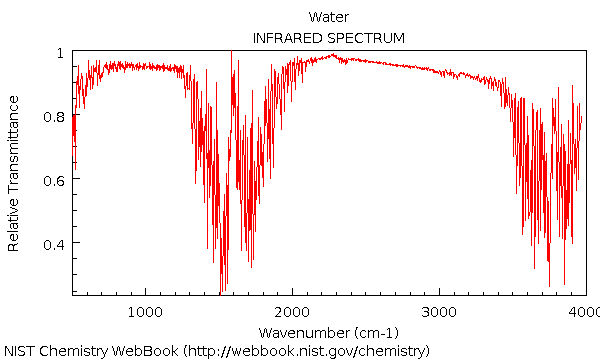 Water
INFRARED SPECTRUM
1
0.8
0.6
0.4
Relative Transmittance
1000 2000 3000 4000
Wavenumber (cm-1)
NIST Chemistry WebBook (http://webbook.nist.gov/chemistry)